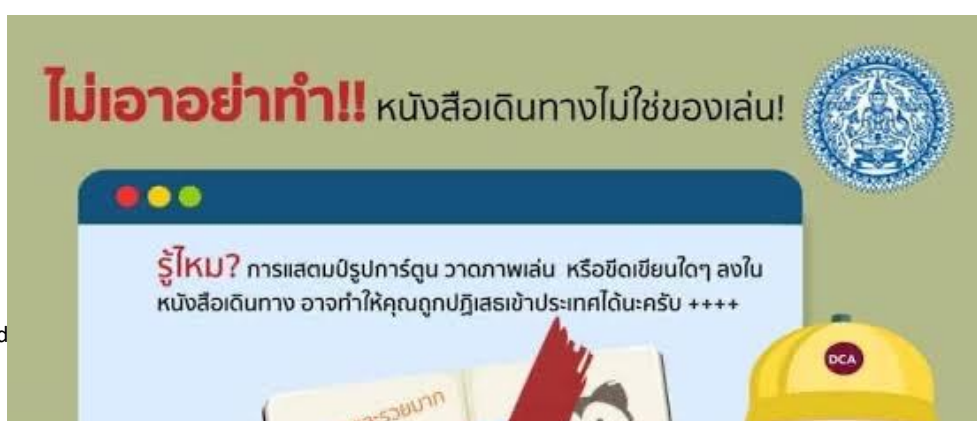 ไม่เอาอย่าทำ!! หนังสือเดินทางไม่ใช่ของเล่น!
รู้ไหม? การแสตมป์รูปการ์ตูน วาดภาพเล่น หรือขีดเขียนใดๆ ลงใน
หนังสือเดินทาง อาจทำให้คุณถูกปฏิเสธเข้าประเทศได้นะครับ ++++
d
DCA
รวยมาก